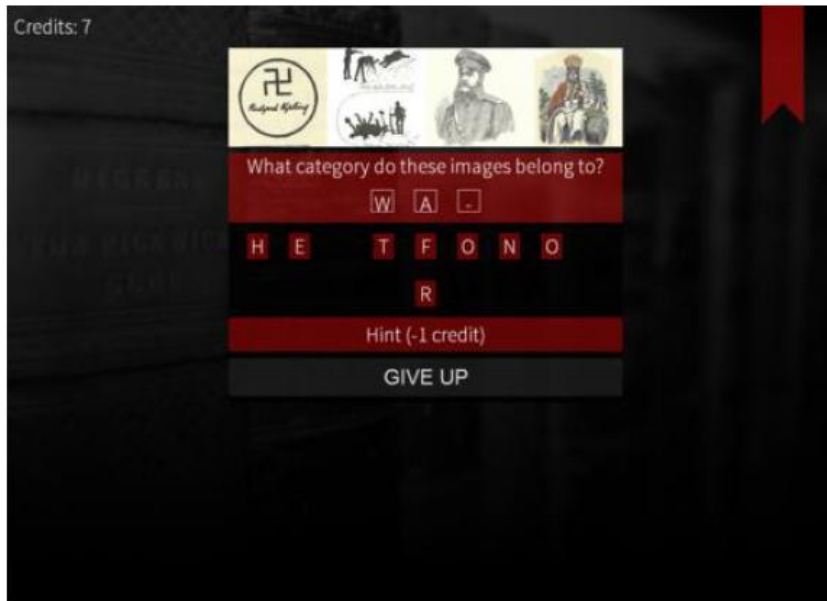 Credits: 7
Rudyard Kipling
What category do these images belong to?
W A -
H E T F O N O
R
Hint (-1 credit)
GIVE UP